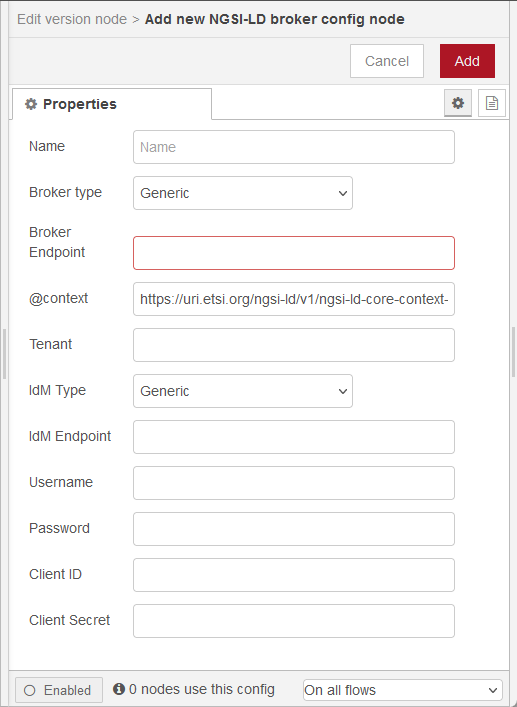 Edit version node > Add new NGSI-LD broker config node
Cancel
Add
Properties
Name
Name
Broker type
Generic
Broker
Endpoint
@context
https://uri.etsi.org/ngsi-ld/v1/ngsi-ld-core-context-
Tenant
IdM Type
Generic
IdM Endpoint
Username
Password
Client ID
Client Secret
Enabled
0 nodes use this config
On all flows